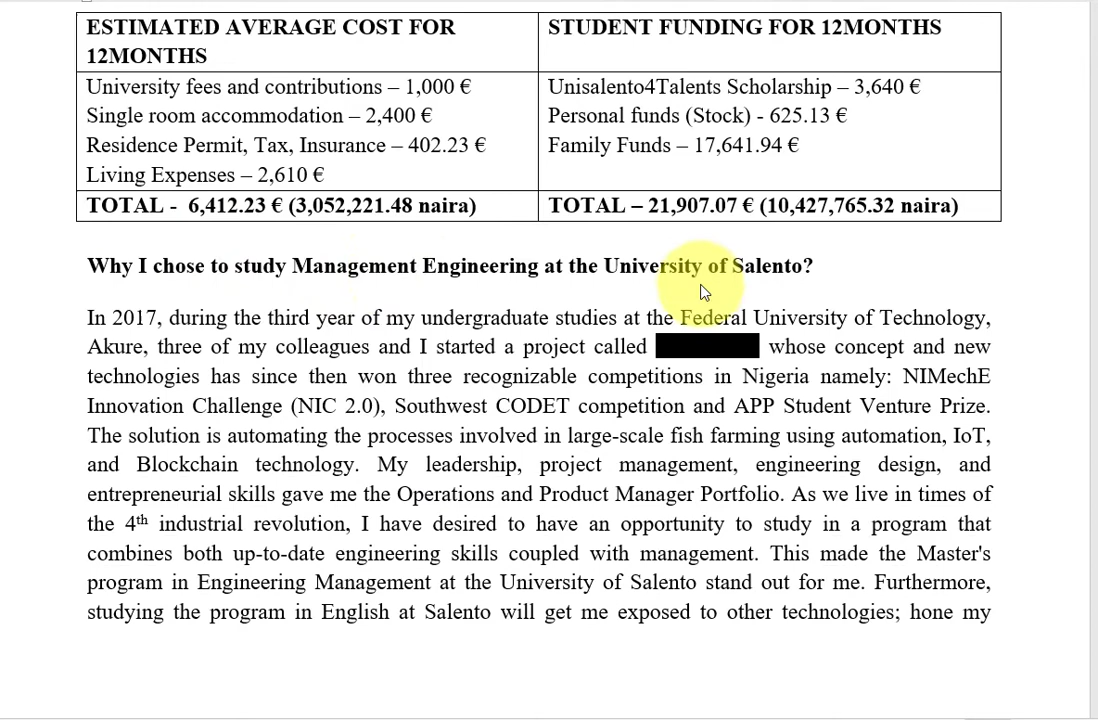 ESTIMATED AVERAGE COST FOR
12MONTHS
STUDENT FUNDING FOR 12MONTHS
University fees and contributions – 1,000 €
Single room accommodation – 2,400 €
Residence Permit, Tax, Insurance – 402.23 €
Living Expenses – 2,610 €
Unisalento4Talents Scholarship – 3,640 €
Personal funds (Stock) - 625.13 €
Family Funds – 17,641.94 €
TOTAL - 6,412.23 € (3,052,221.48 naira)
TOTAL – 21,907.07 € (10,427,765.32 naira)
Why I chose to study Management Engineering at the University of Salento?
In 2017, during the third year of my undergraduate studies at the Federal University of Technology,
Akure, three of my colleagues and I started a project called whose concept and new
technologies has since then won three recognizable competitions in Nigeria namely: NIMechE
Innovation Challenge (NIC 2.0), Southwest CODET competition and APP Student Venture Prize.
The solution is automating the processes involved in large-scale fish farming using automation, IoT,
and Blockchain technology. My leadership, project management, engineering design, and
entrepreneurial skills gave me the Operations and Product Manager Portfolio. As we live in times of
the 4th industrial revolution, I have desired to have an opportunity to study in a program that
combines both up-to-date engineering skills coupled with management. This made the Master's
program in Engineering Management at the University of Salento stand out for me. Furthermore,
studying the program in English at Salento will get me exposed to other technologies; hone my